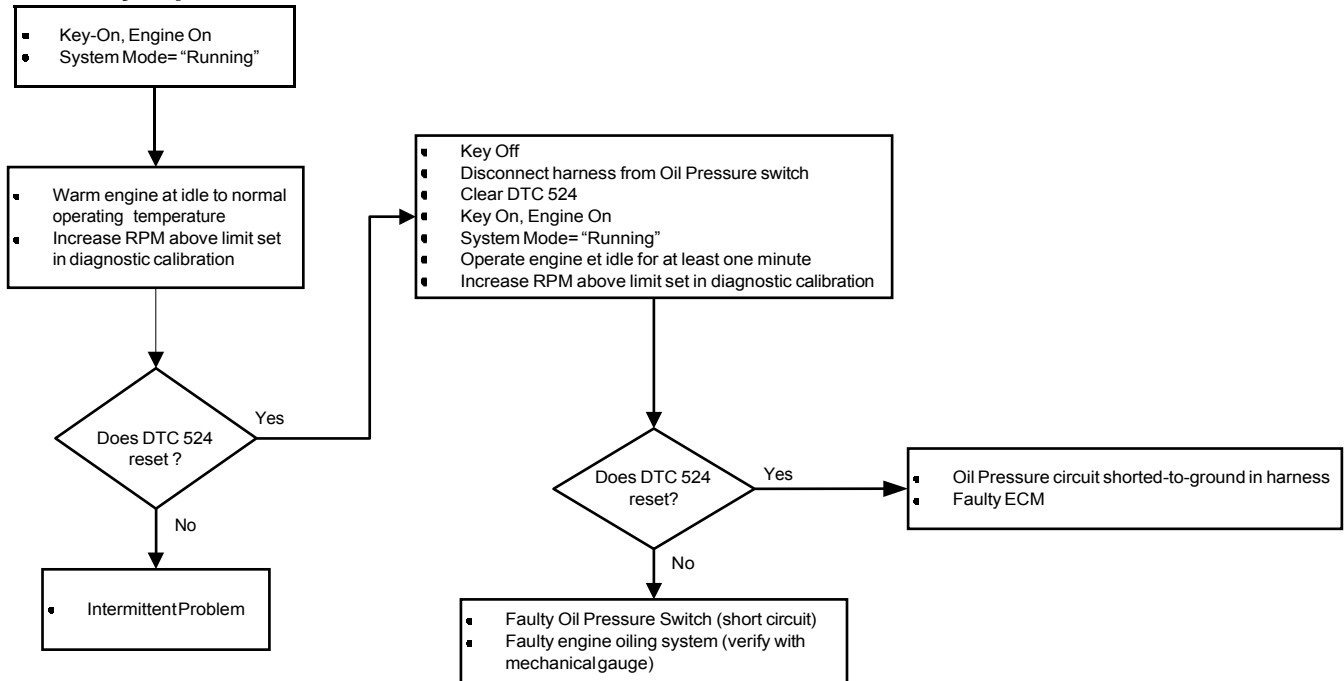 Key-On, Engine On
System Mode= "Running"
Warm engine at idle to normal
operating temperature
Increase RPM above limit set
in diagnostic calibration
Does DTC 524
reset ?
Yes
No
Intermittent Problem
Key Off
Disconnect harness from Oil Pressure switch
Clear DTC 524
Key On, Engine On
System Mode= "Running"
Operate engine et idle for at least one minute
Increase RPM above limit set in diagnostic calibration
Does DTC 524
reset?
Yes
No
Oil Pressure circuit shorted-to-ground in harness
Faulty ECM
Faulty Oil Pressure Switch (short circuit)
Faulty engine oiling system (verify with
mechanical gauge)